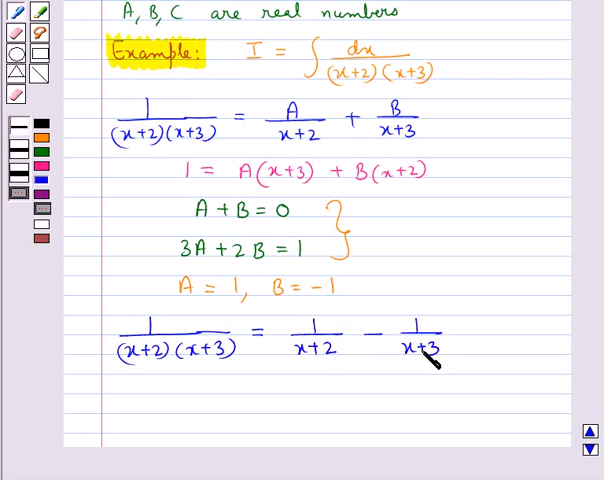 A, B, C are real numbers
Example: I = ∫ dx/((x+2)(x+3))
1/((x+2)(x+3)) = A/(x+2) + B/(x+3)
1 = A(x+3) + B(x+2)
A + B = 0
3A + 2B = 1 }
A = 1, B = -1
1/((x+2)(x+3)) = 1/(x+2) - 1/(x+3)